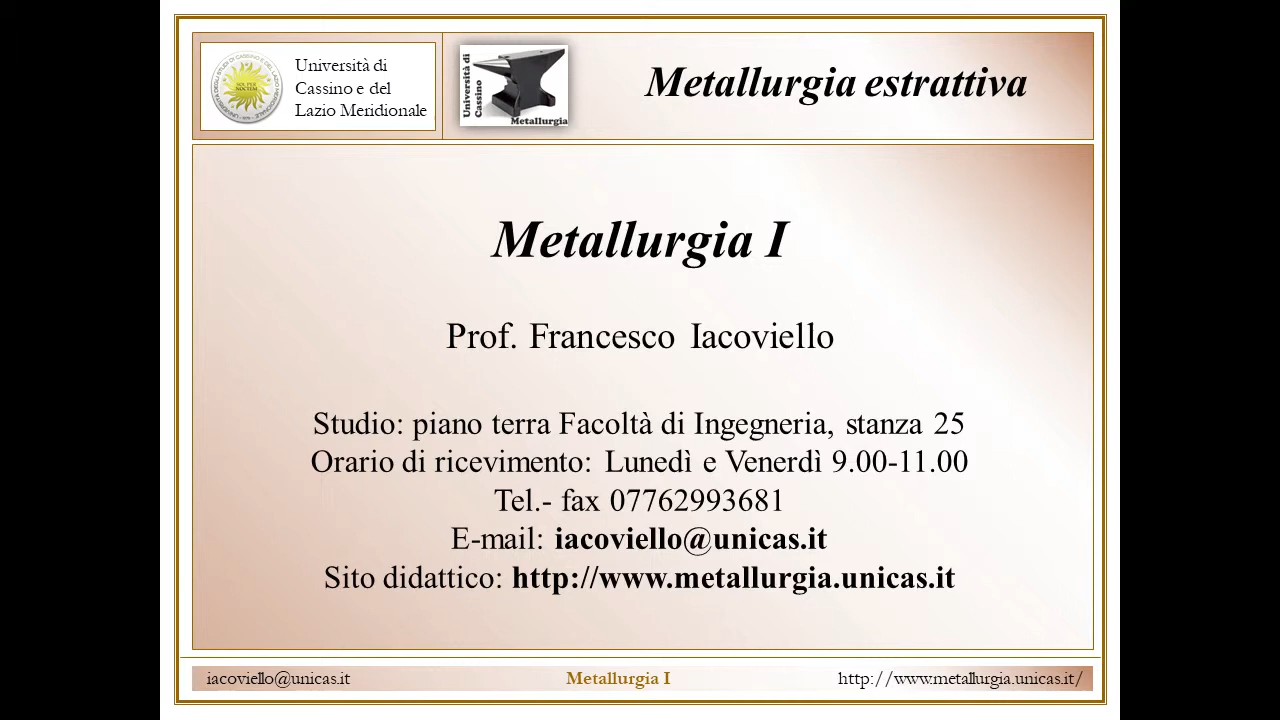 Università di
Cassino e del
Lazio Meridionale
Università di
Cassino
Metallurgia
Metallurgia estrattiva
Metallurgia I
Prof. Francesco Iacoviello
Studio: piano terra Facoltà di Ingegneria, stanza 25
Orario di ricevimento: Lunedì e Venerdì 9.00-11.00
Tel.- fax 07762993681
E-mail: iacoviello@unicas.it
Sito didattico: http://www.metallurgia.unicas.it
iacoviello@unicas.it
Metallurgia I
http://www.metallurgia.unicas.it/